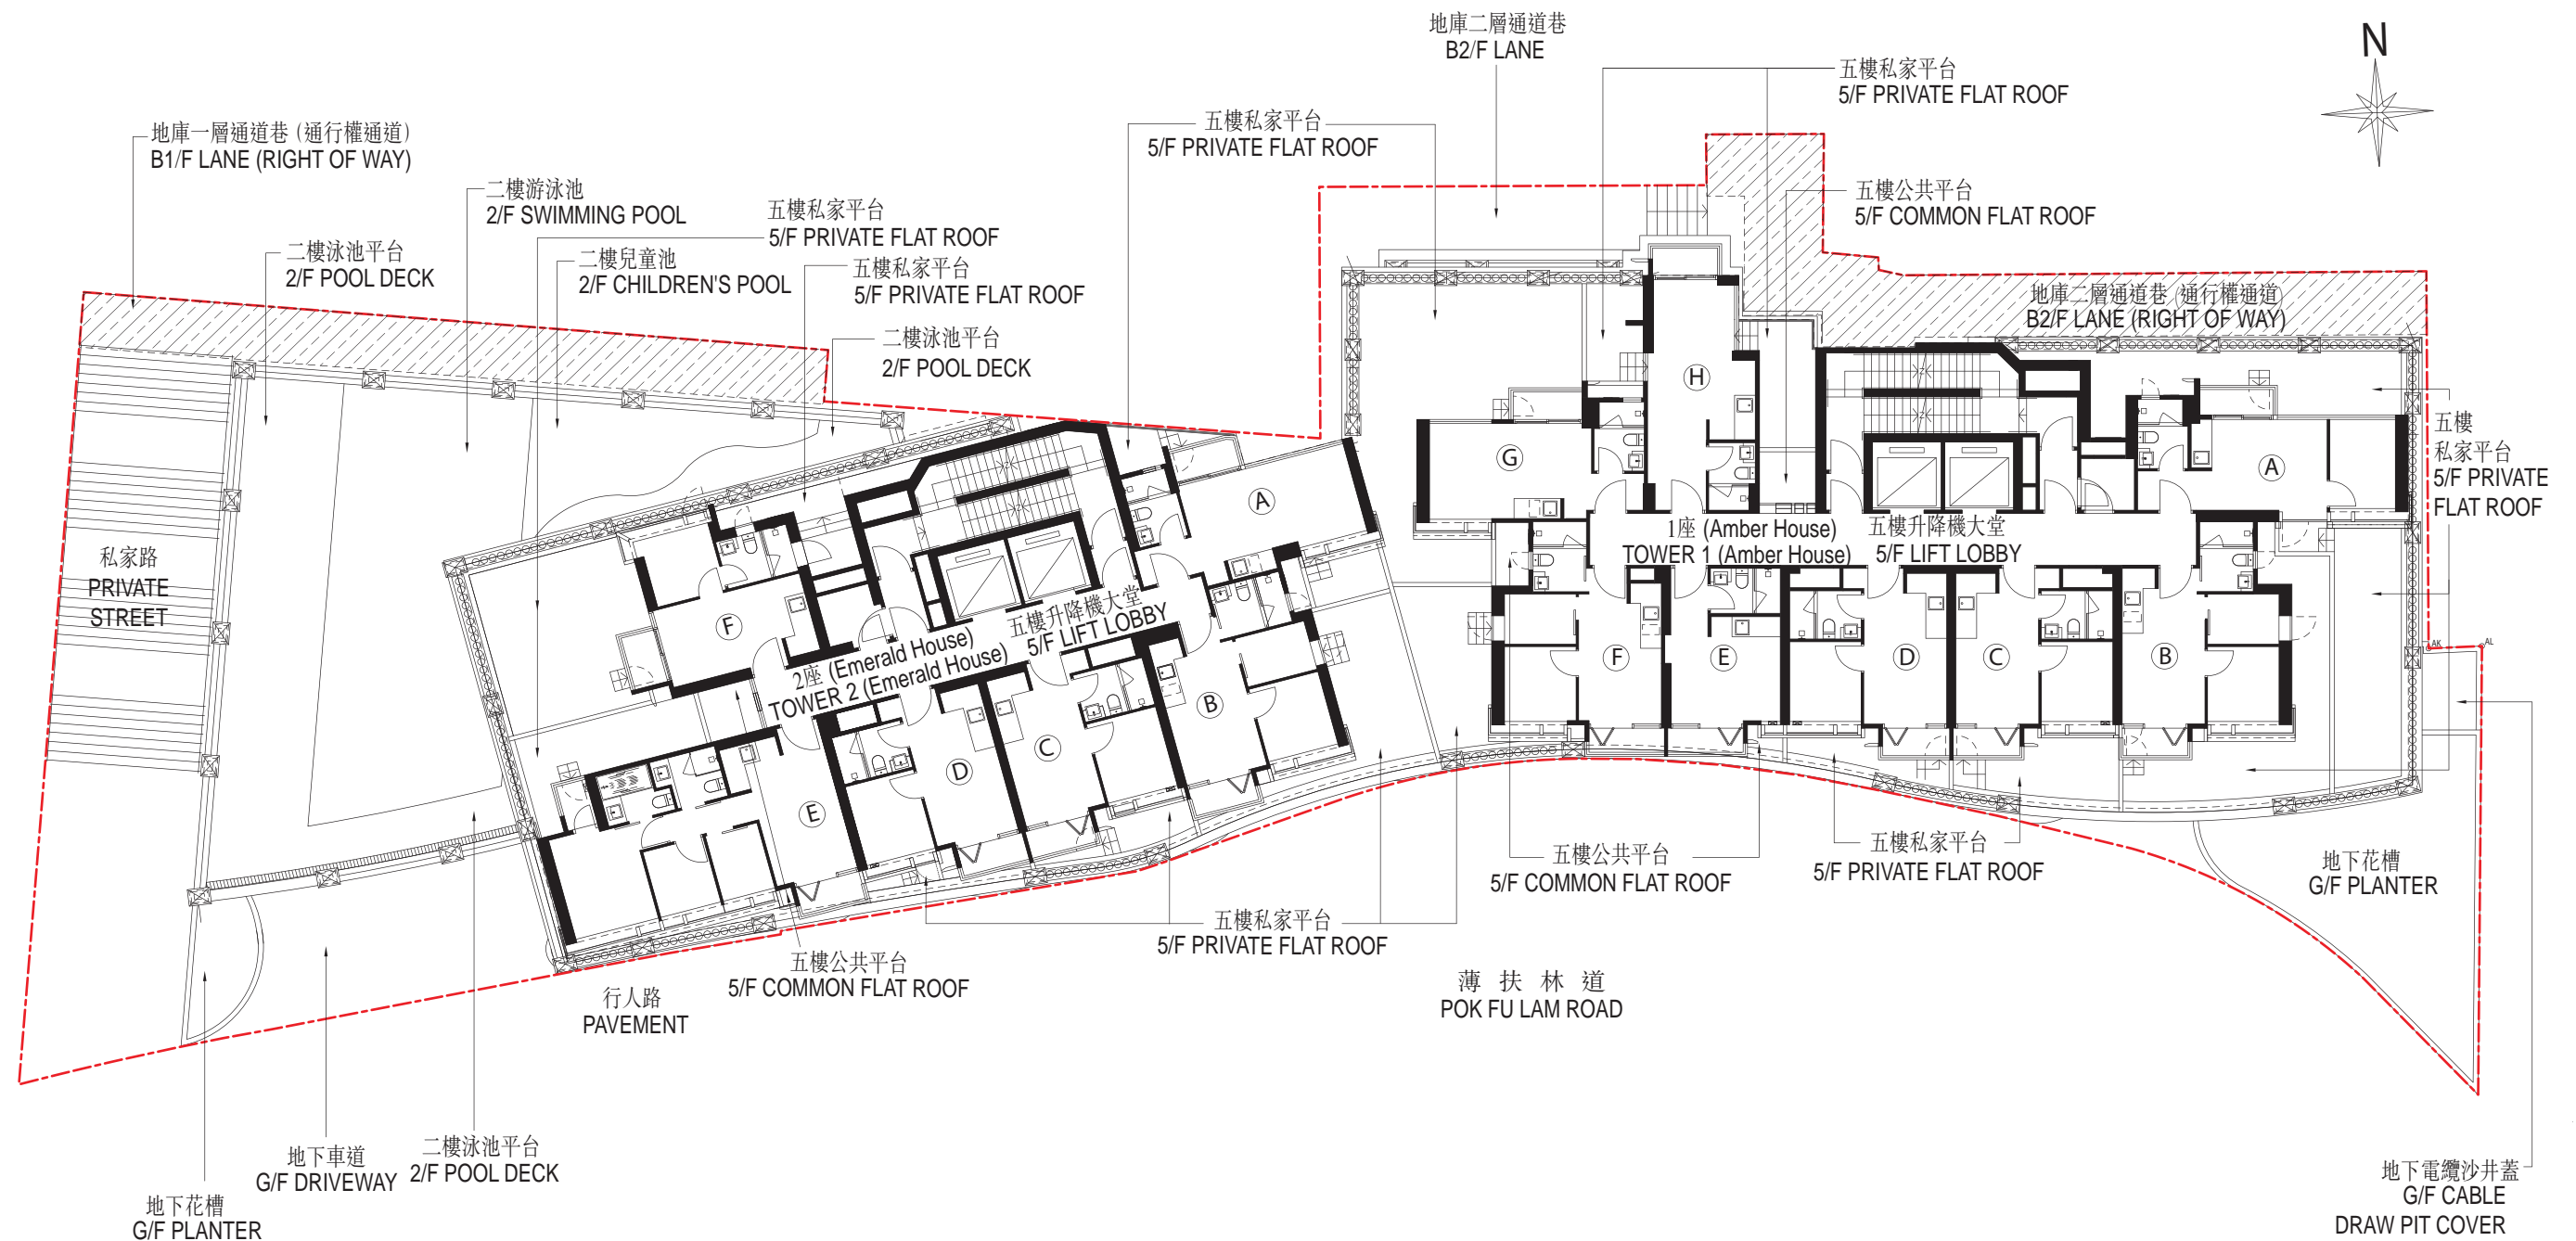 地庫二層通道巷
B2/F LANE
N
五樓私家平台
5/F PRIVATE FLAT ROOF
地庫一層通道巷 (通行權通道)
B1/F LANE (RIGHT OF WAY)
五樓私家平台
5/F PRIVATE FLAT ROOF
二樓游泳池
2/F SWIMMING POOL
五樓公共平台
5/F COMMON FLAT ROOF
五樓私家平台
5/F PRIVATE FLAT ROOF
二樓泳池平台
2/F POOL DECK
二樓兒童池
2/F CHILDREN'S POOL
五樓私家平台
5/F PRIVATE FLAT ROOF
地庫二層通道巷 (通行權通道)
B2/F LANE (RIGHT OF WAY)
二樓泳池平台
2/F POOL DECK
H
G
A
A
五樓
私家平台
5/F PRIVATE
FLAT ROOF
1座 (Amber House)
TOWER 1 (Amber House)
五樓升降機大堂
5/F LIFT LOBBY
私家路
PRIVATE
STREET
F
五樓升降機大堂
5/F LIFT LOBBY
2座 (Emerald House)
TOWER 2 (Emerald House)
F
E
D
C
B
AK
AL
B
C
D
E
五樓公共平台
5/F COMMON FLAT ROOF
五樓私家平台
5/F PRIVATE FLAT ROOF
地下花槽
G/F PLANTER
五樓私家平台
5/F PRIVATE FLAT ROOF
五樓公共平台
5/F COMMON FLAT ROOF
行人路
PAVEMENT
薄扶林道
POK FU LAM ROAD
地下車道
G/F DRIVEWAY
二樓泳池平台
2/F POOL DECK
地下花槽
G/F PLANTER
地下電纜沙井蓋
G/F CABLE
DRAW PIT COVER